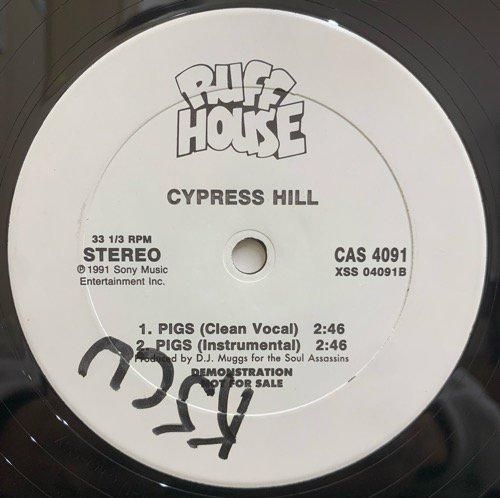 RUFF
HOUSE
CYPRESS HILL
33 1/3 RPM
STEREO
℗ 1991 Sony Music
Entertainment Inc.
CAS 4091
XSS 04091B
1. PIGS (Clean Vocal) 2:46
2. PIGS (Instrumental) 2:46
Produced by D.J. Muggs for the Soul Assassins
DEMONSTRATION
NOT FOR SALE
KSCU